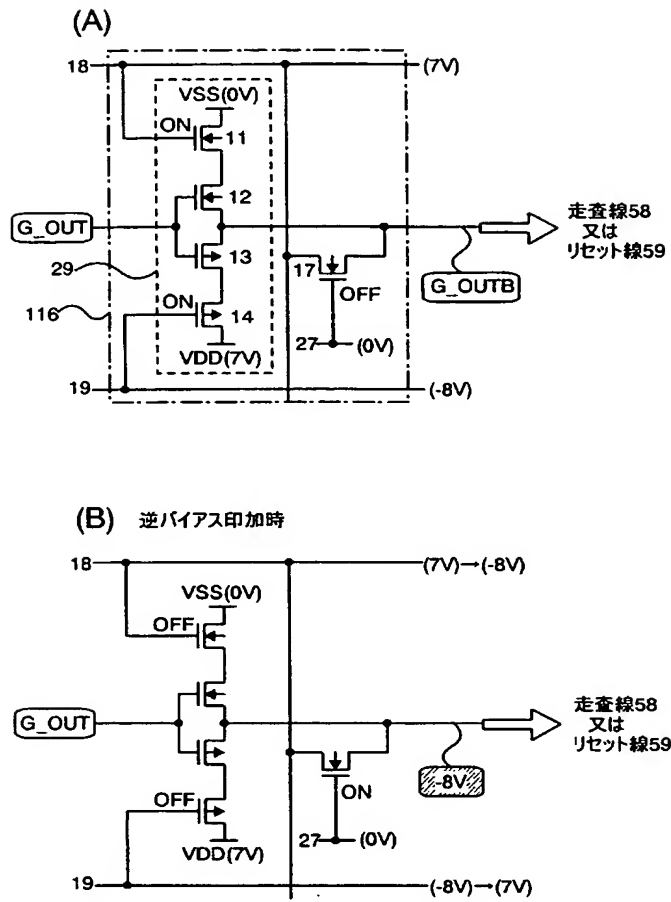 (A)
18
(7V)
VSS(0V)
ON
11
12
G_OUT
走査線58
又は
リセット線59
29
13
17
OFF
G_OUTB
116
ON
14
27
(0V)
VDD(7V)
19
(-8V)
(B) 逆バイアス印加時
18
(7V)→(-8V)
VSS(0V)
OFF
G_OUT
走査線58
又は
リセット線59
-8V
ON
OFF
27
(0V)
VDD(7V)
19
(-8V)→(7V)